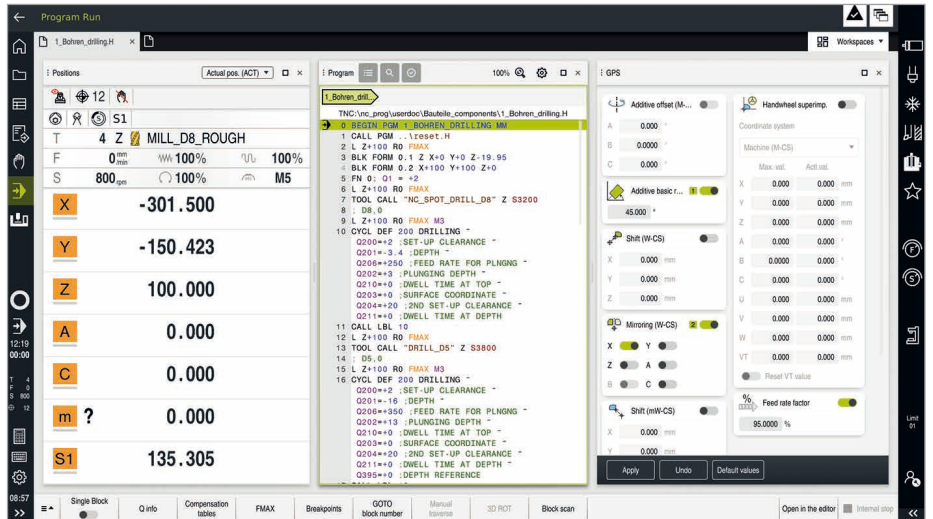 Program Run
1_Bohren_drilling.H
Workspaces
Positions
Actual pos. (ACT)
12
S1
T 4 Z MILL_D8_ROUGH
F 0 mm/min 100% 100%
S 800 rpm 100% M5
X -301.500
Y -150.423
Z 100.000
A 0.000
C 0.000
m ? 0.000
S1 135.305
Program
100%
1_Bohren_drill...
TNC:\nc_prog\userdoc\Bauteile_components\1_Bohren_drilling.H
0 BEGIN PGM 1_BOHREN_DRILLING MM
1 CALL PGM ..\reset.H
2 L Z+100 R0 FMAX
3 BLK FORM 0.1 Z X+0 Y+0 Z-19.95
4 BLK FORM 0.2 X+100 Y+100 Z+0
5 FN 0: Q1 = +2
6 L Z+100 R0 FMAX
7 TOOL CALL "NC_SPOT_DRILL_D8" Z S3200
8 ; D8,0
9 L Z+100 R0 FMAX M3
10 CYCL DEF 200 DRILLING ~
Q200=+2 ;SET-UP CLEARANCE ~
Q201=-3.4 ;DEPTH ~
Q206=+250 ;FEED RATE FOR PLNGNG ~
Q202=+3 ;PLUNGING DEPTH ~
Q210=+0 ;DWELL TIME AT TOP ~
Q203=+0 ;SURFACE COORDINATE ~
Q204=+20 ;2ND SET-UP CLEARANCE ~
Q211=+0 ;DWELL TIME AT DEPTH
11 CALL LBL 10
12 L Z+100 R0 FMAX
13 TOOL CALL "DRILL_D5" Z S3800
14 ; D5,0
15 L Z+100 R0 FMAX M3
16 CYCL DEF 200 DRILLING ~
Q200=+2 ;SET-UP CLEARANCE ~
Q201=-16 ;DEPTH ~
Q206=+350 ;FEED RATE FOR PLNGNG ~
Q202=+13 ;PLUNGING DEPTH ~
Q210=+0 ;DWELL TIME AT TOP ~
Q203=+0 ;SURFACE COORDINATE ~
Q204=+20 ;2ND SET-UP CLEARANCE ~
Q211=+0 ;DWELL TIME AT DEPTH ~
Q395=+0 ;DEPTH REFERENCE
GPS
Additive offset (M-...
A 0.000 °
B 0.0000 °
C 0.000 °
Additive basic r... 1
45.000 °
Shift (W-CS)
X 0.000 mm
Y 0.000 mm
Z 0.000 mm
Mirroring (W-CS) 2
X Y
Z A
B C
Shift (mW-CS)
X 0.000 mm
Y 0.000
Handwheel superimp.
Coordinate system
Machine (M-CS)
Max. val. Actl val.
X 0.000 0.000 mm
Y 0.000 0.000 mm
Z 0.000 0.000 mm
A 0.000 0.000 °
B 0.0000 0.000 °
C 0.000 0.000 °
U 0.000 0.000 mm
V 0.000 0.000 mm
W 0.000 0.000 mm
VT 0.000 0.000 mm
Reset VT value
% Feed rate factor
95.0000 %
Apply Undo Default values
12:19
00:00
T 4
F 0
S 800
12
08:57
F
S
Limit
01
Single Block
Q info
Compensation tables
FMAX
Breakpoints
GOTO block number
Manual traverse
3D ROT
Block scan
Open in the editor
Internal stop